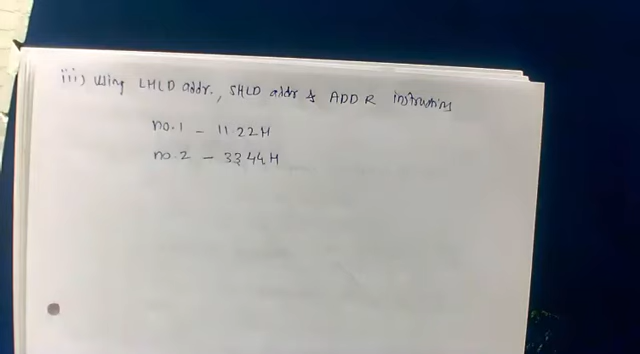 iii) Using LHLD addr., SHLD addr & ADD R instructions
no.1 - 1122H
no.2 - 3344H